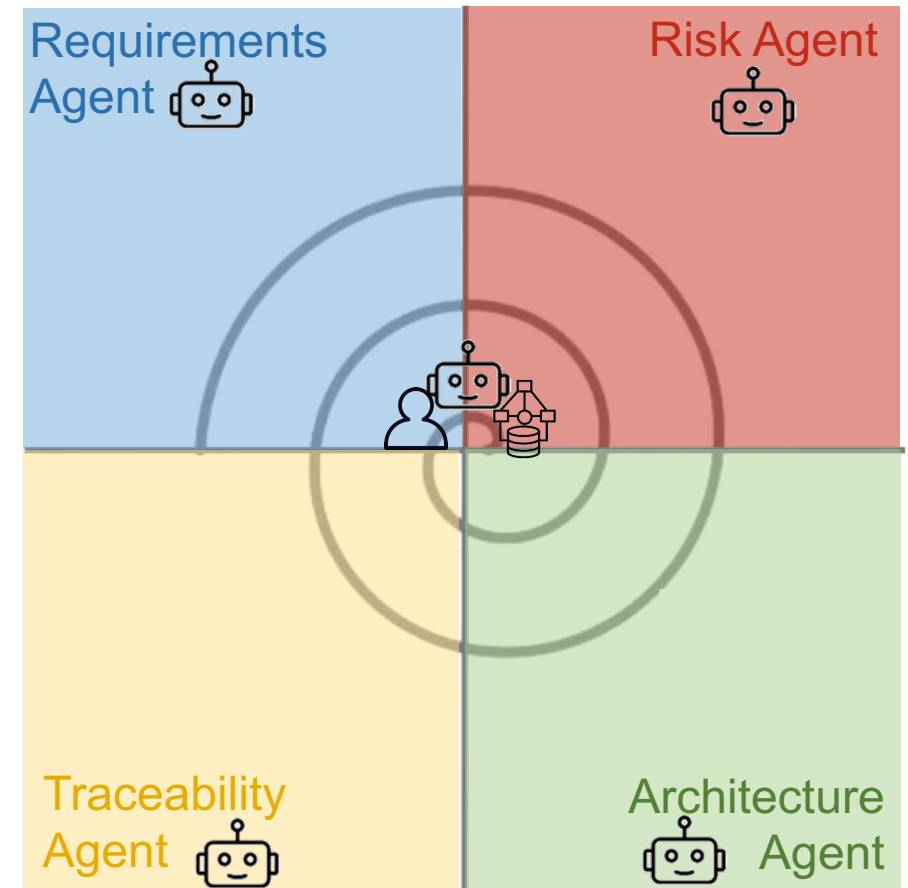 Requirements
Agent
Risk Agent
Traceability
Agent
Architecture
Agent